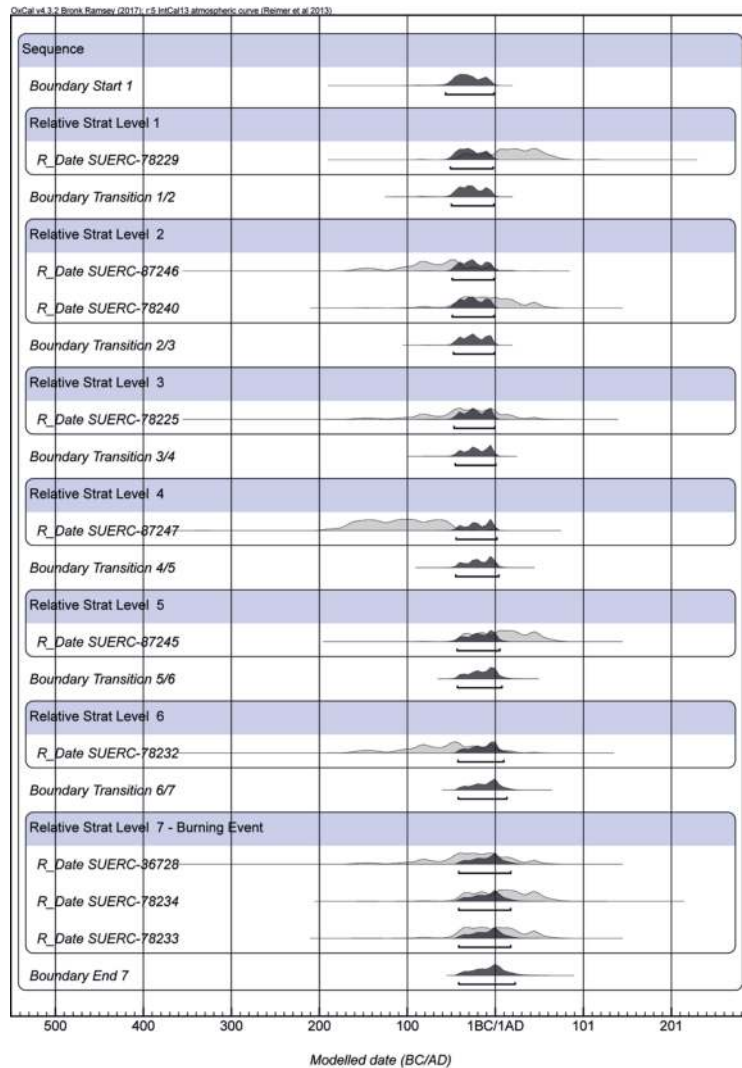 OxCal v4.3.2 Bronk Ramsey (2017); r:5 IntCal13 atmospheric curve (Reimer et al 2013)
Sequence
Boundary Start 1
Relative Strat Level 1
R_Date SUERC-78229
Boundary Transition 1/2
Relative Strat Level 2
R_Date SUERC-87246
R_Date SUERC-78240
Boundary Transition 2/3
Relative Strat Level 3
R_Date SUERC-78225
Boundary Transition 3/4
Relative Strat Level 4
R_Date SUERC-87247
Boundary Transition 4/5
Relative Strat Level 5
R_Date SUERC-87245
Boundary Transition 5/6
Relative Strat Level 6
R_Date SUERC-78232
Boundary Transition 6/7
Relative Strat Level 7 - Burning Event
R_Date SUERC-36728
R_Date SUERC-78234
R_Date SUERC-78233
Boundary End 7
500 400 300 200 100 1BC/1AD 101 201
Modelled date (BC/AD)